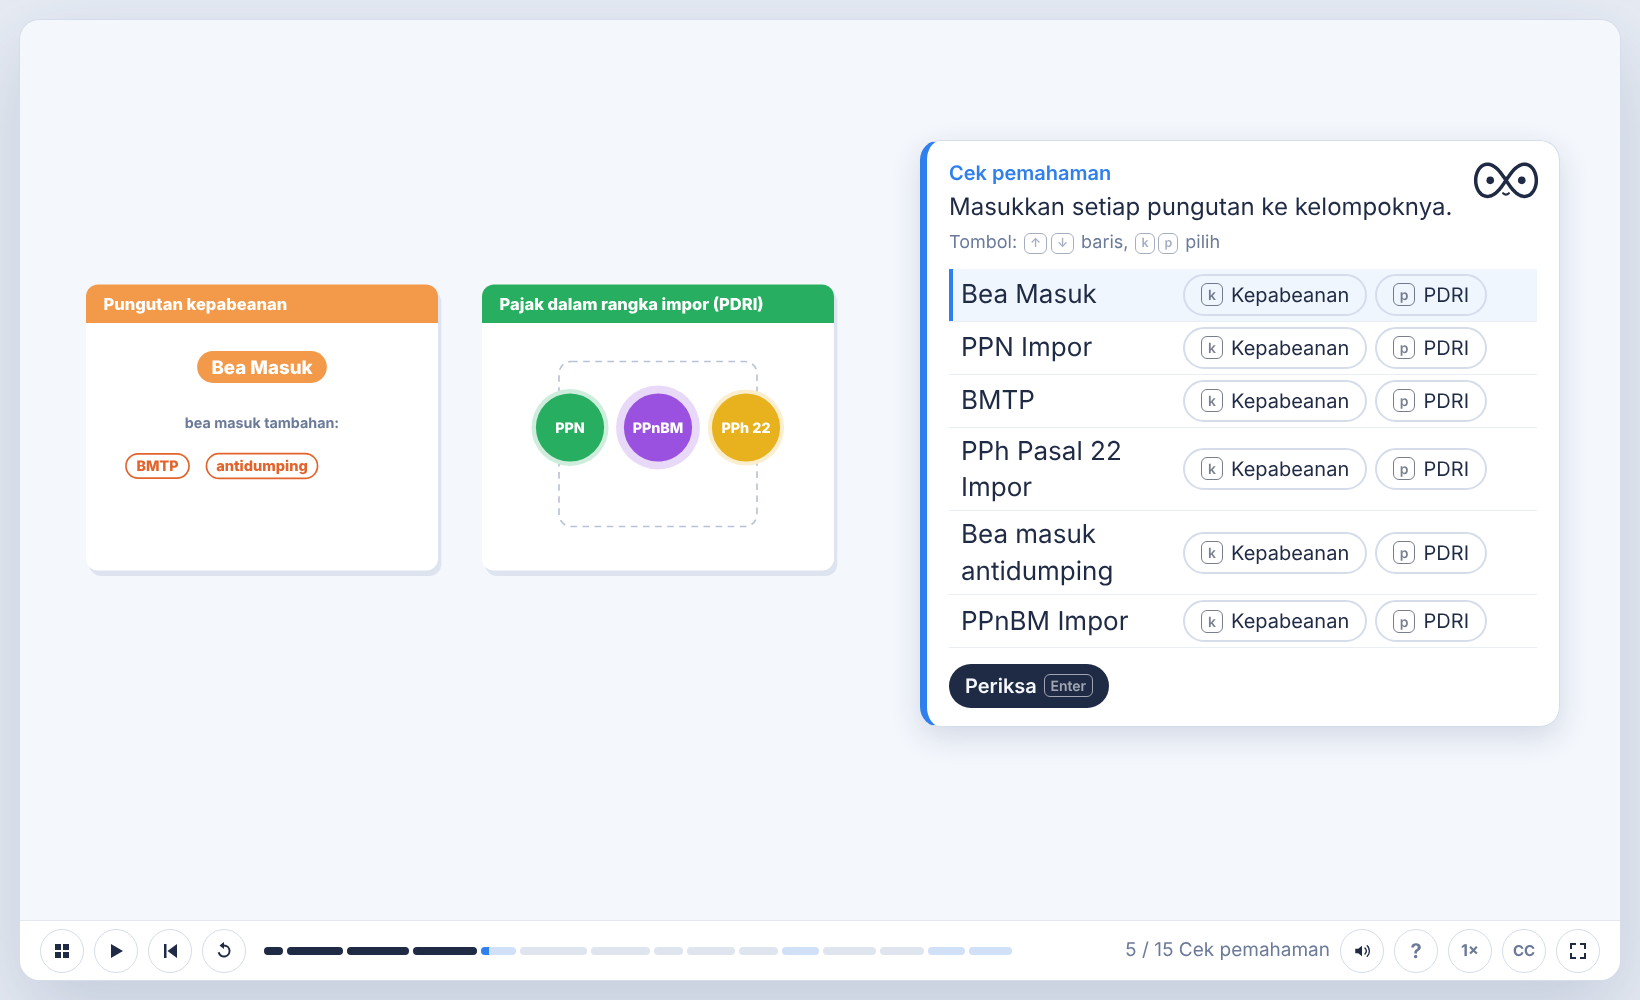 Pungutan kepabeanan
Bea Masuk
bea masuk tambahan:
BMTP antidumping
Pajak dalam rangka impor (PDRI)
PPN PPnBM PPh 22
Cek pemahaman
Masukkan setiap pungutan ke kelompoknya.
Tombol: ↑ ↓ baris, k p pilih
Bea Masuk k Kepabeanan p PDRI
PPN Impor k Kepabeanan p PDRI
BMTP k Kepabeanan p PDRI
PPh Pasal 22
Impor k Kepabeanan p PDRI
Bea masuk
antidumping k Kepabeanan p PDRI
PPnBM Impor k Kepabeanan p PDRI
Periksa Enter
5 / 15 Cek pemahaman ? 1× CC